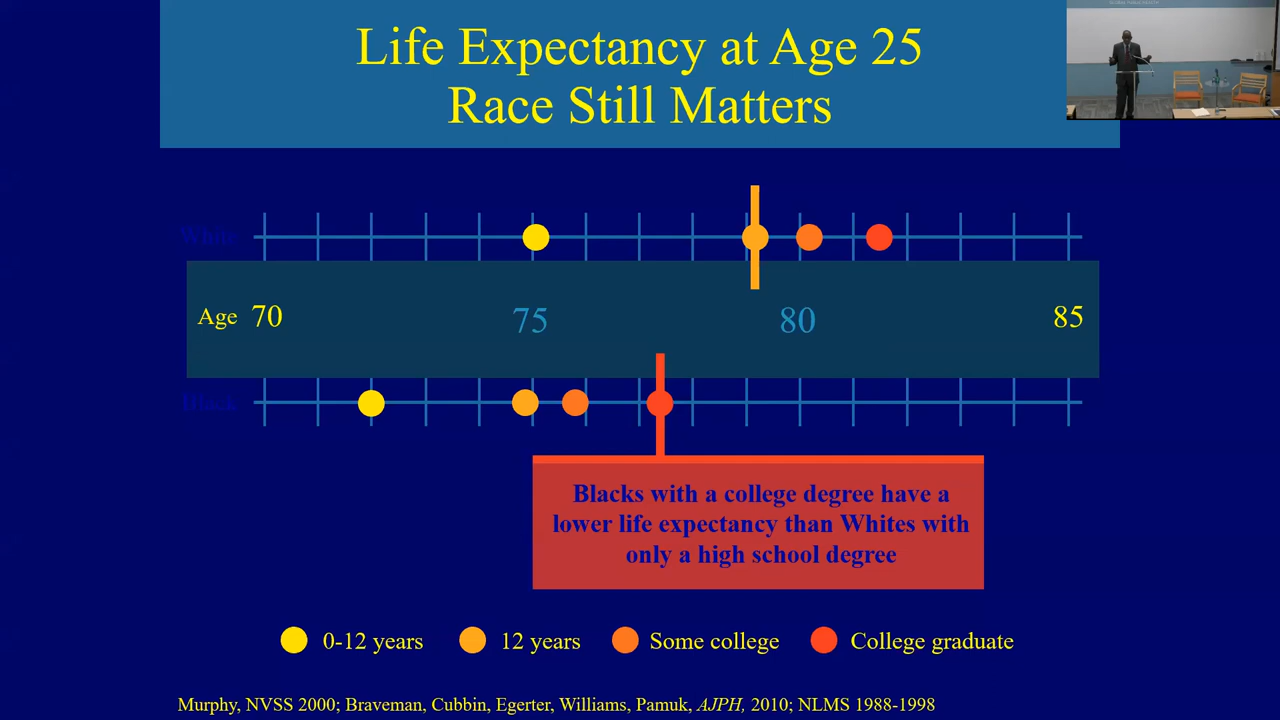 Life Expectancy at Age 25
Race Still Matters
White
Age 70 75 80 85
Black
Blacks with a college degree have a
lower life expectancy than Whites with
only a high school degree
0-12 years 12 years Some college College graduate
Murphy, NVSS 2000; Braveman, Cubbin, Egerter, Williams, Pamuk, AJPH, 2010; NLMS 1988-1998